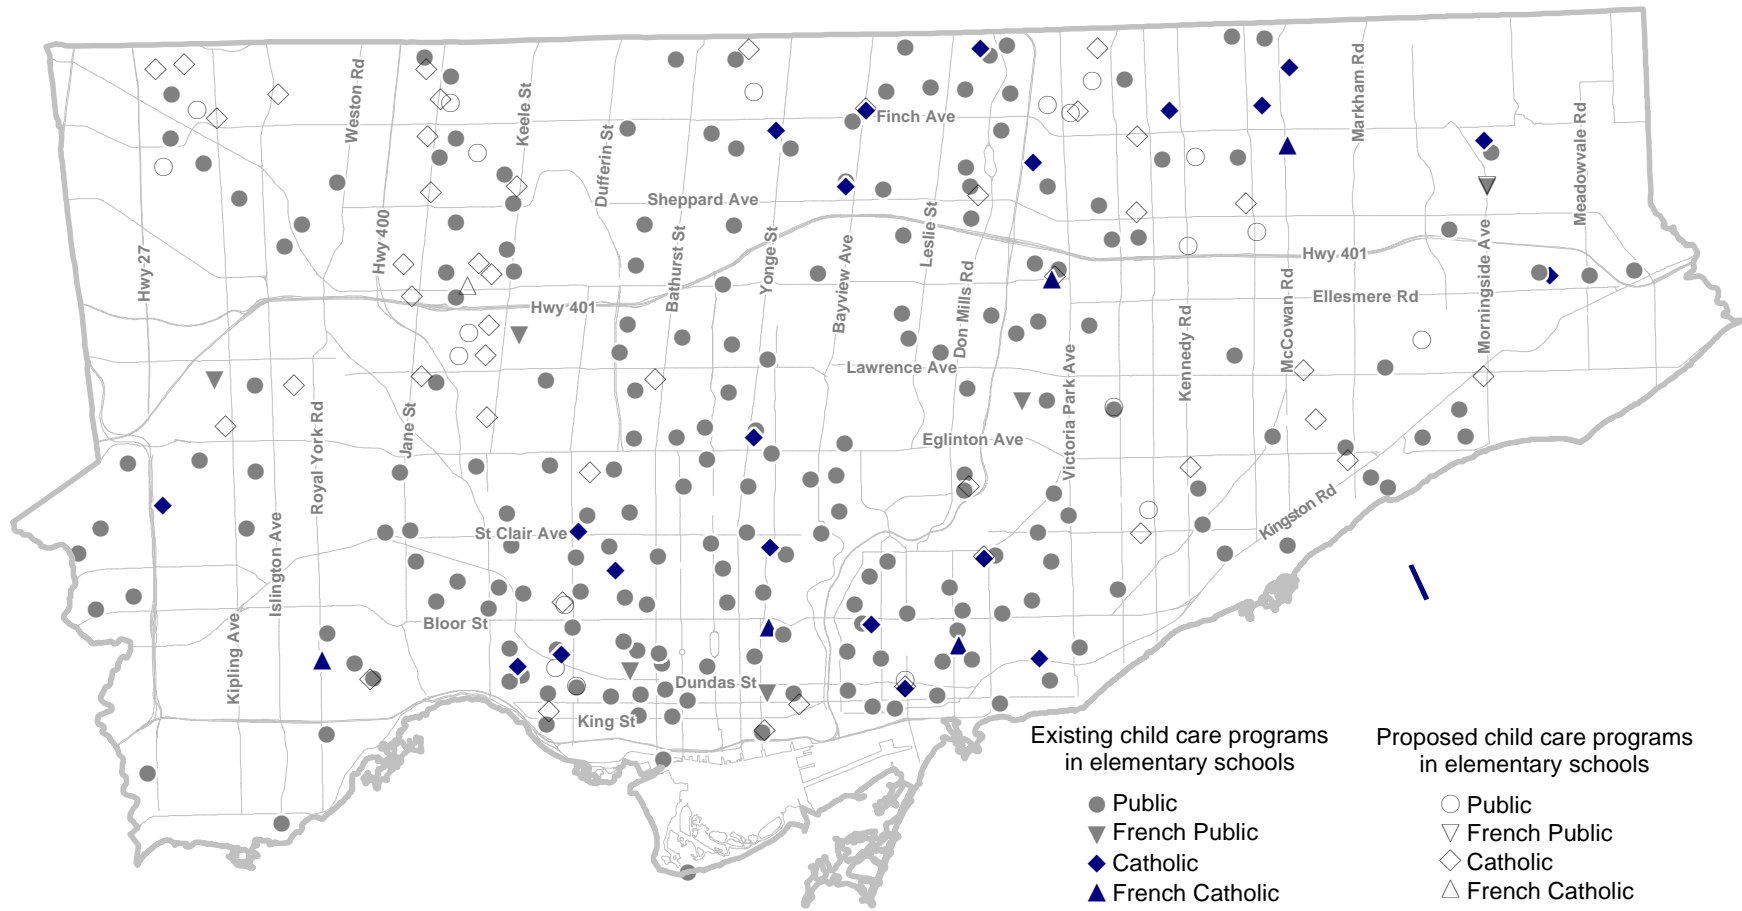 Weston Rd
Keele St
Dufferin St
Finch Ave
Markham Rd
Meadowvale Rd
Sheppard Ave
Hwy 27
Hwy 400
Bathurst St
Yonge St
Bayview Ave
Leslie St
Don Mills Rd
Hwy 401
Morningside Ave
Hwy 401
Ellesmere Rd
McCowan Rd
Kennedy Rd
Victoria Park Ave
Lawrence Ave
Royal York Rd
Jane St
Eglinton Ave
Kingston Rd
St Clair Ave
Islington Ave
Kipling Ave
Bloor St
Dundas St
King St
Existing child care programs
in elementary schools
Public
French Public
Catholic
French Catholic
Proposed child care programs
in elementary schools
Public
French Public
Catholic
French Catholic